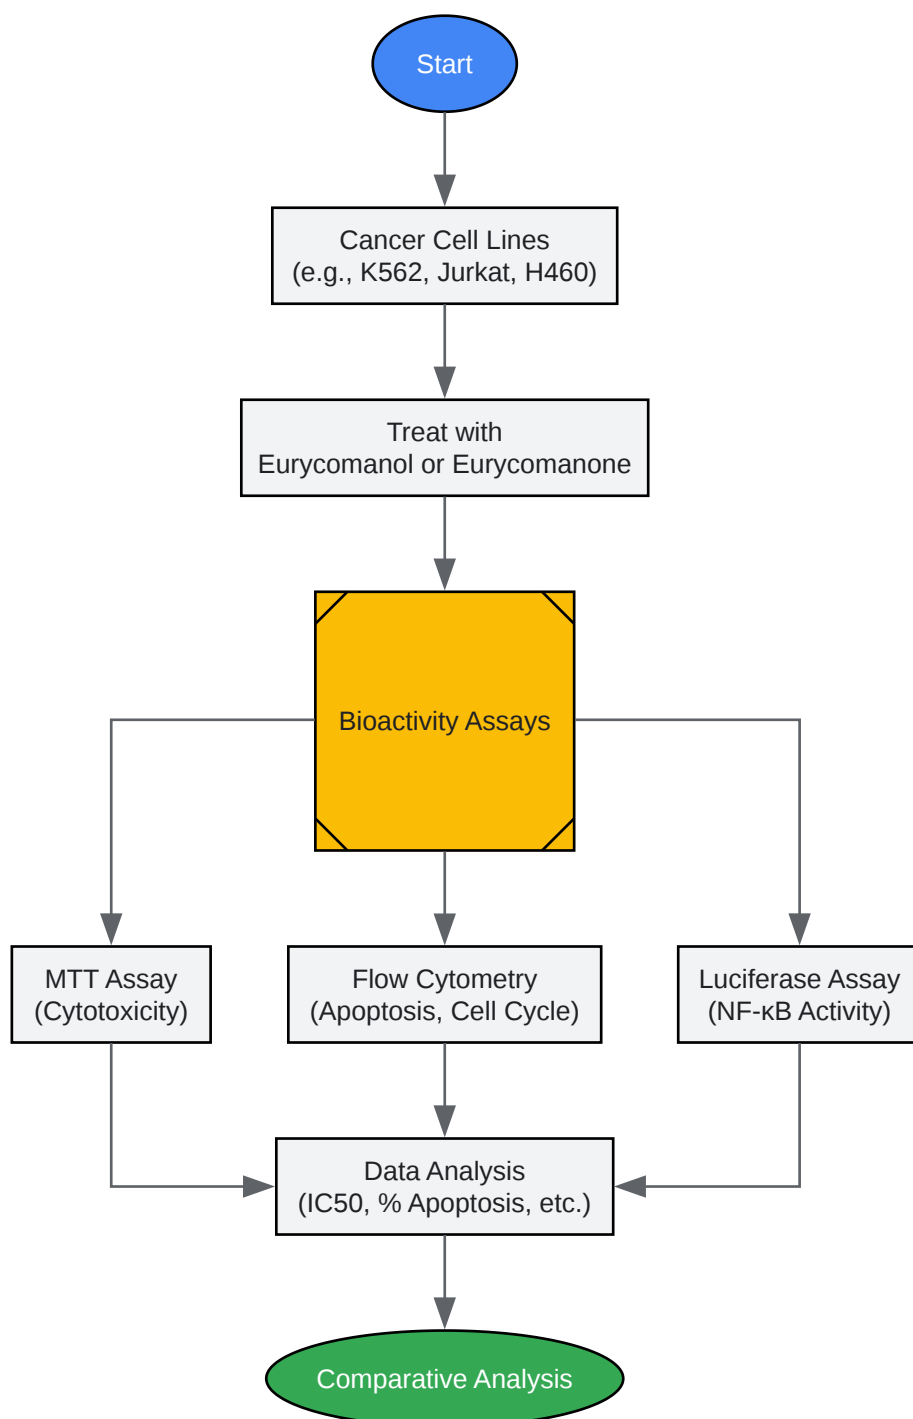 Start
Cancer Cell Lines
(e.g., K562, Jurkat, H460)
Treat with
Eurycomanol or Eurycomanone
Bioactivity Assays
MTT Assay
(Cytotoxicity)
Flow Cytometry
(Apoptosis, Cell Cycle)
Luciferase Assay
(NF-κB Activity)
Data Analysis
(IC50, % Apoptosis, etc.)
Comparative Analysis